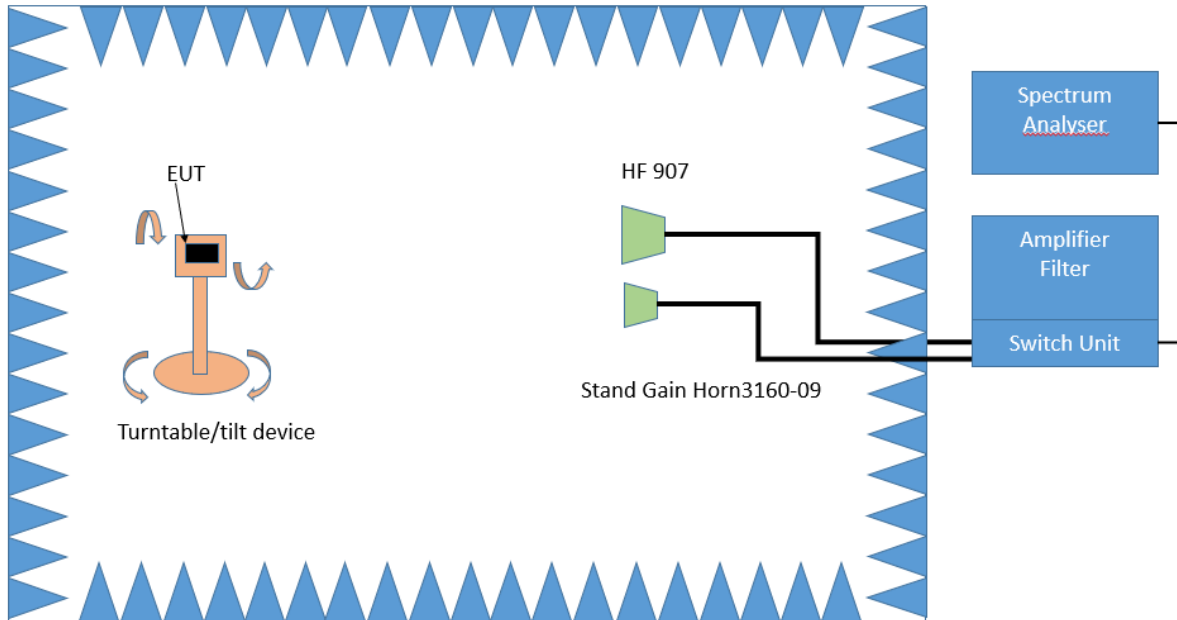 Spectrum
Analyser
EUT
HF 907
Amplifier
Filter
Switch Unit
Stand Gain Horn3160-09
Turntable/tilt device